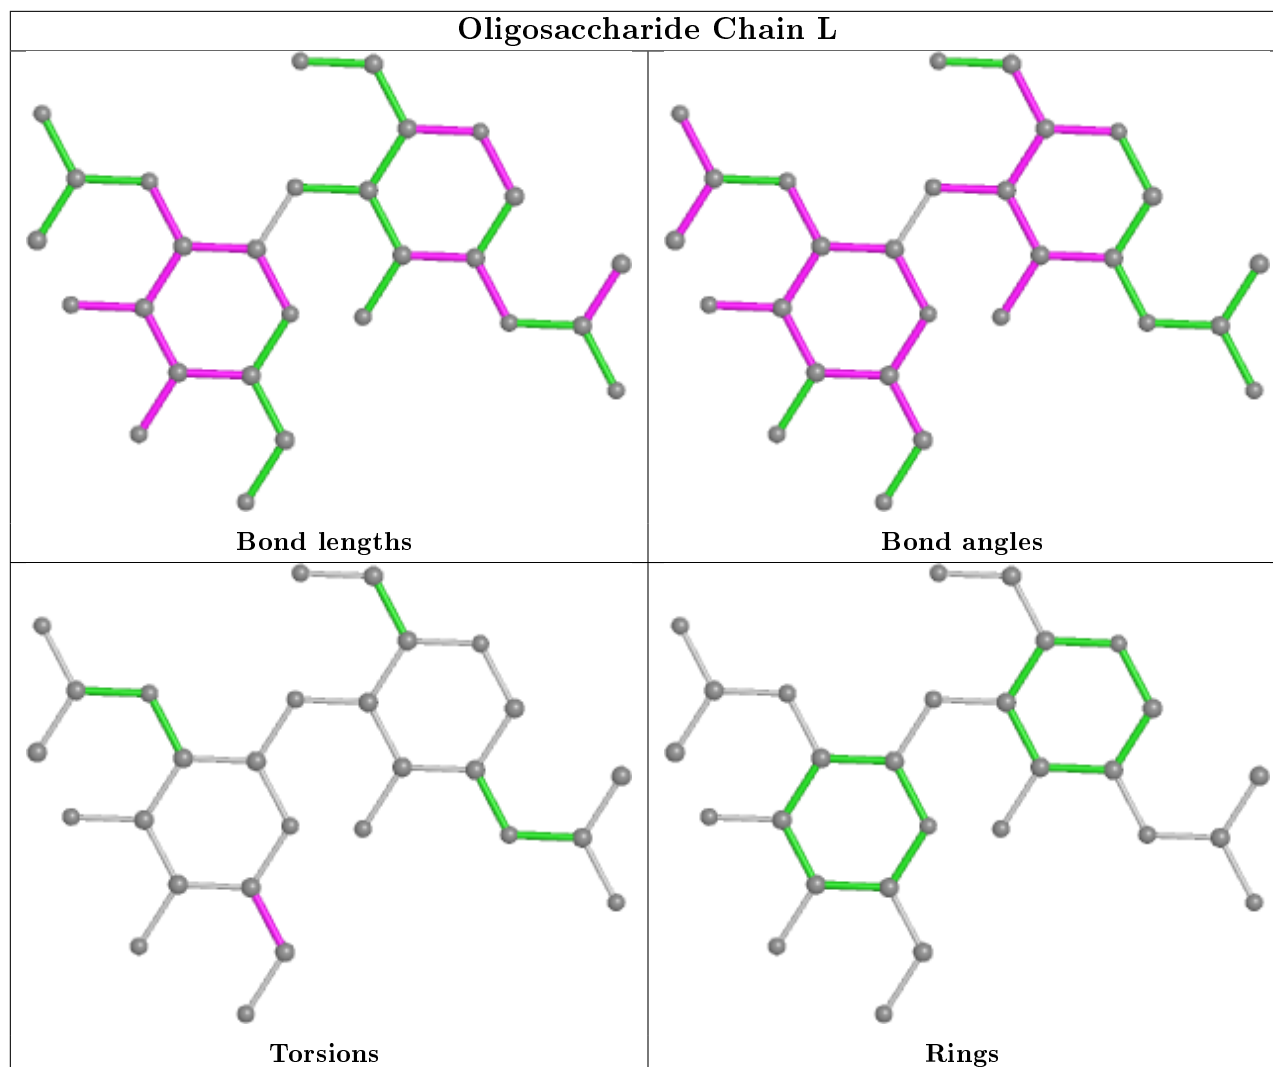 Oligosaccharide Chain L
Bond lengths
Bond angles
Torsions
Rings